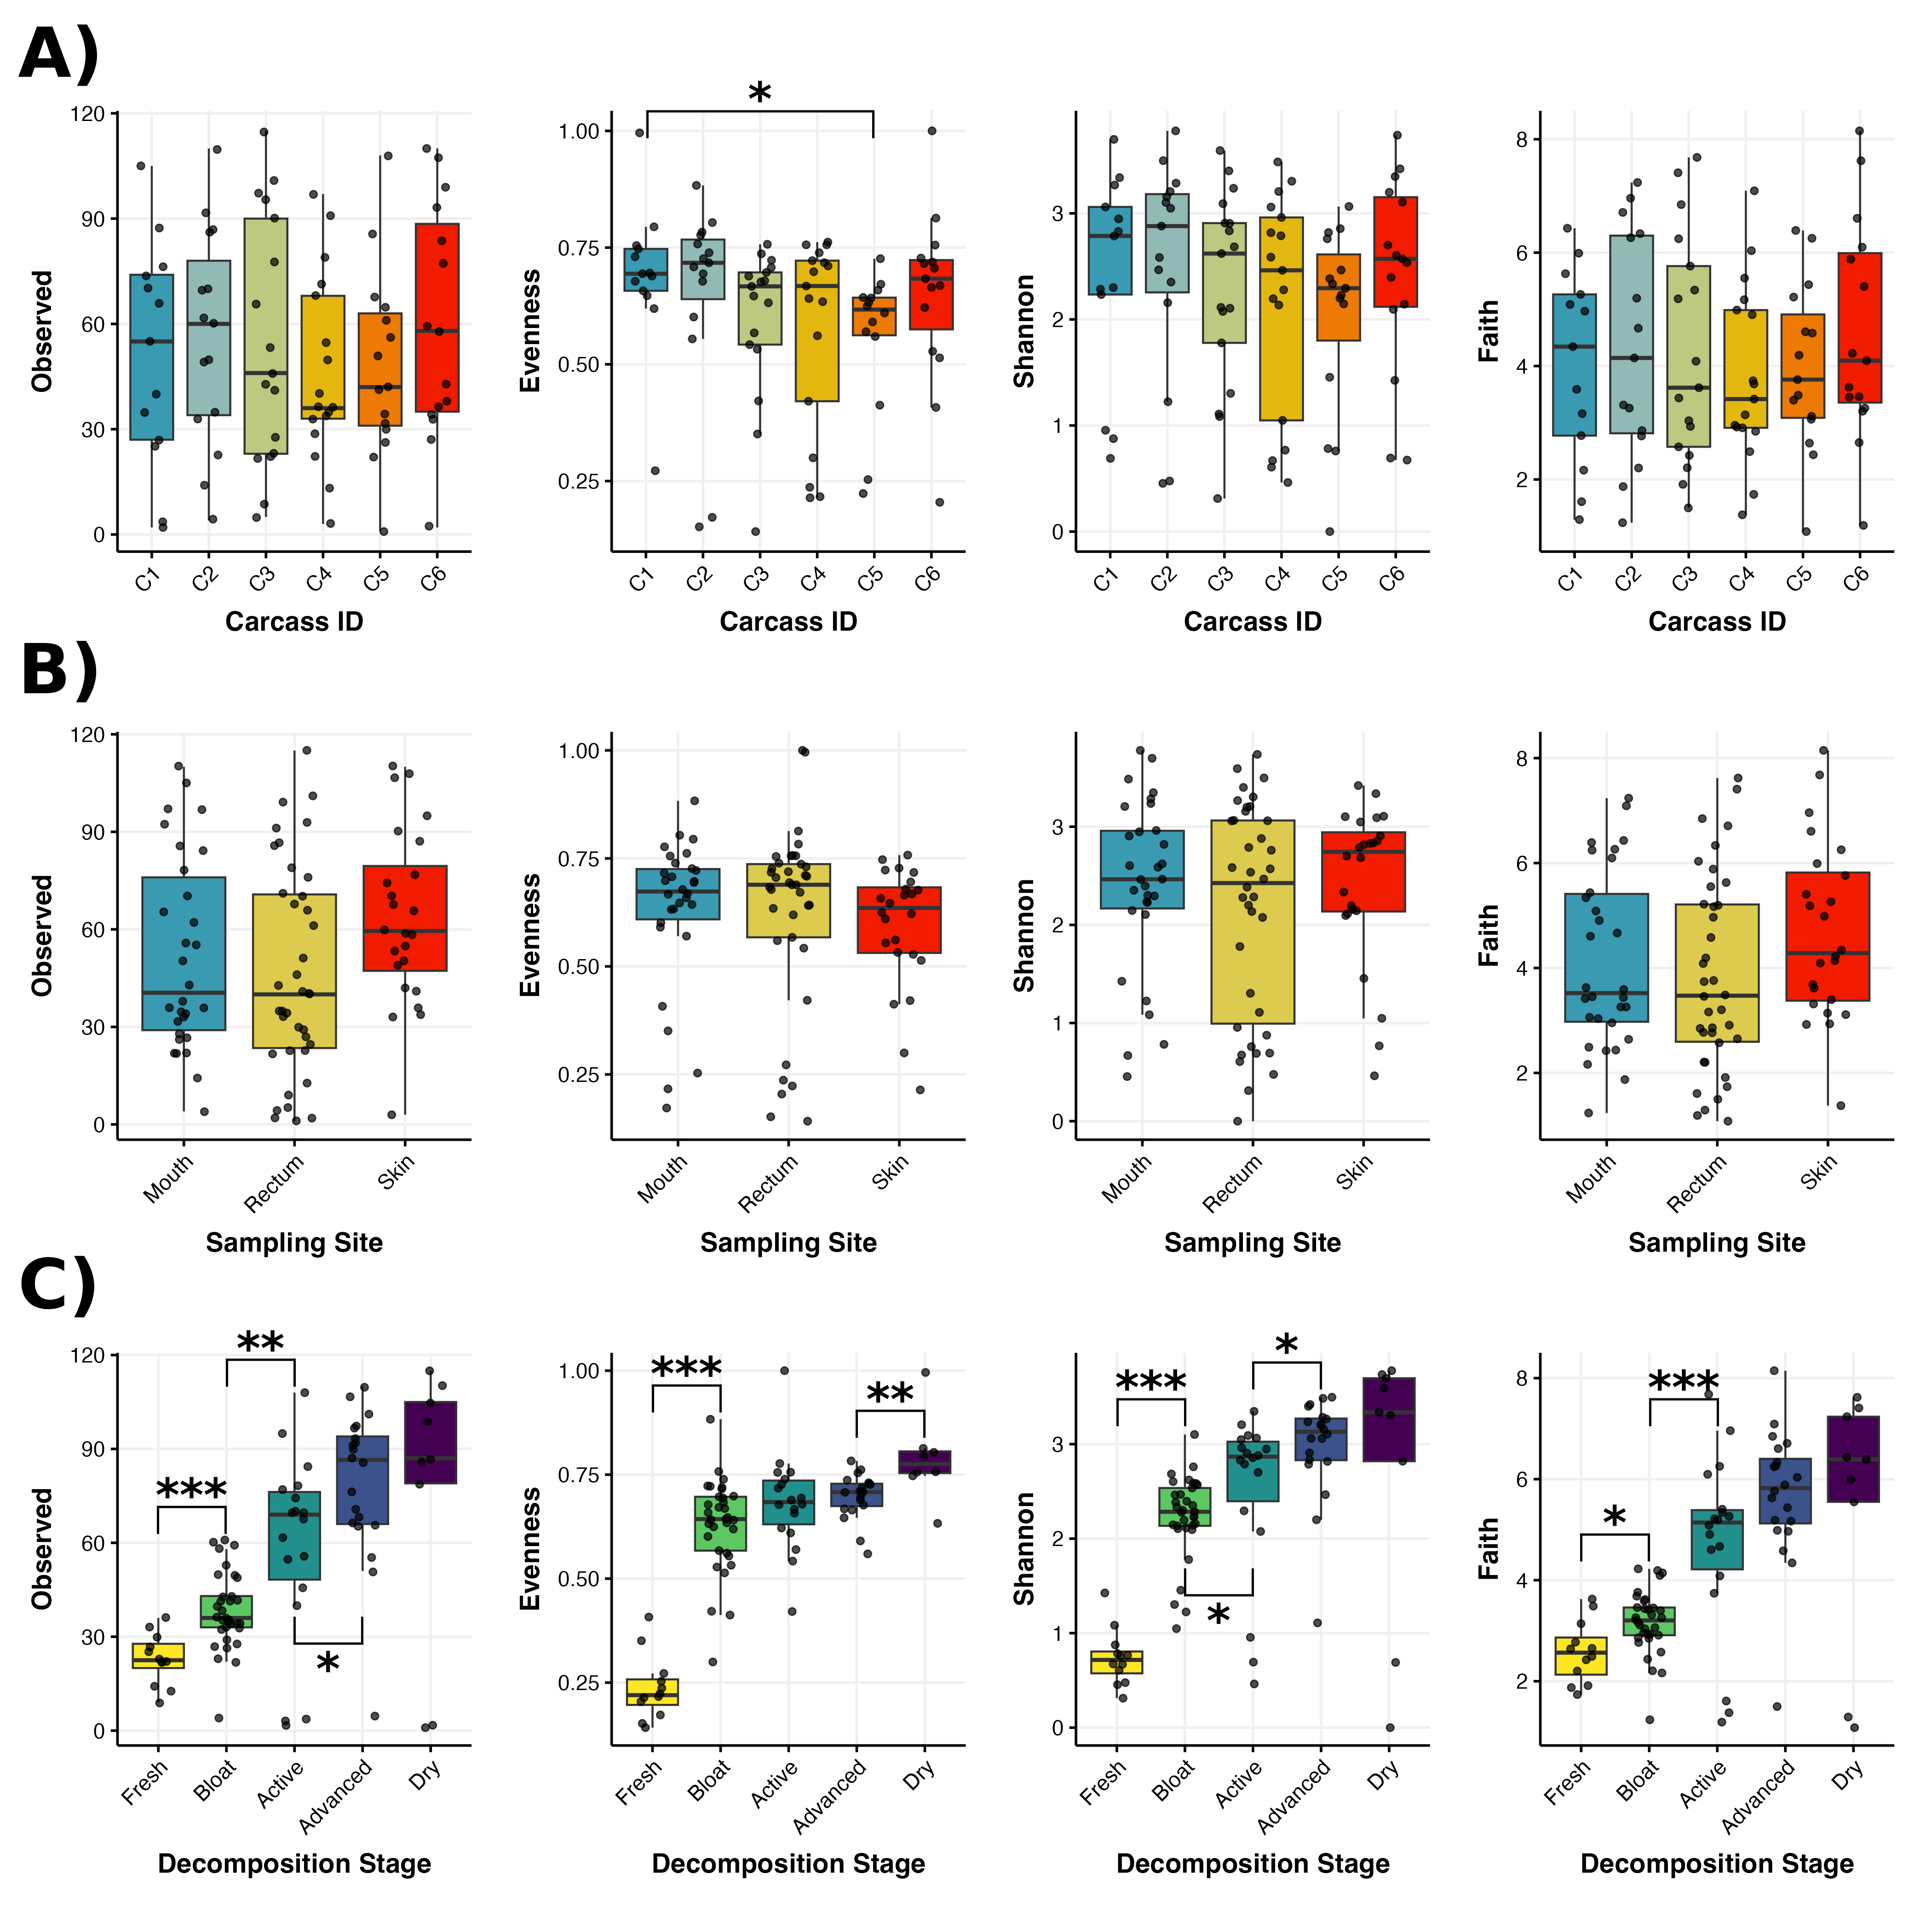 A)
*
Observed
120
90
60
30
0
C1 C2 C3 C4 C5 C6
Carcass ID
Evenness
1.00
0.75
0.50
0.25
C1 C2 C3 C4 C5 C6
Carcass ID
Shannon
3
2
1
0
C1 C2 C3 C4 C5 C6
Carcass ID
Faith
8
6
4
2
C1 C2 C3 C4 C5 C6
Carcass ID
B)
Observed
120
90
60
30
0
Mouth Rectum Skin
Sampling Site
Evenness
1.00
0.75
0.50
0.25
Mouth Rectum Skin
Sampling Site
Shannon
3
2
1
0
Mouth Rectum Skin
Sampling Site
Faith
8
6
4
2
Mouth Rectum Skin
Sampling Site
C)
Observed
120
90
60
30
0
**
***
*
Fresh Bloat Active Advanced Dry
Decomposition Stage
Evenness
1.00
0.75
0.50
0.25
***
**
Fresh Bloat Active Advanced Dry
Decomposition Stage
Shannon
3
2
1
0
*
***
*
Fresh Bloat Active Advanced Dry
Decomposition Stage
Faith
8
6
4
2
***
*
Fresh Bloat Active Advanced Dry
Decomposition Stage